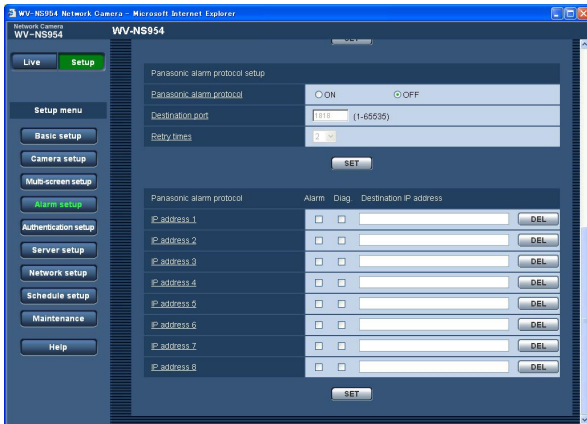 WV-NS954 Network Camera - Microsoft Internet Explorer
Network Camera
WV-NS954
WV-NS954
SET
Live
Setup
Setup menu
Basic setup
Camera setup
Multi-screen setup
Alarm setup
Authentication setup
Server setup
Network setup
Schedule setup
Maintenance
Help
Panasonic alarm protocol setup
Panasonic alarm protocol ON OFF
Destination port 1818 (1-65535)
Retry times 2
SET
Panasonic alarm protocol Alarm Diag. Destination IP address
IP address 1 DEL
IP address 2 DEL
IP address 3 DEL
IP address 4 DEL
IP address 5 DEL
IP address 6 DEL
IP address 7 DEL
IP address 8 DEL
SET